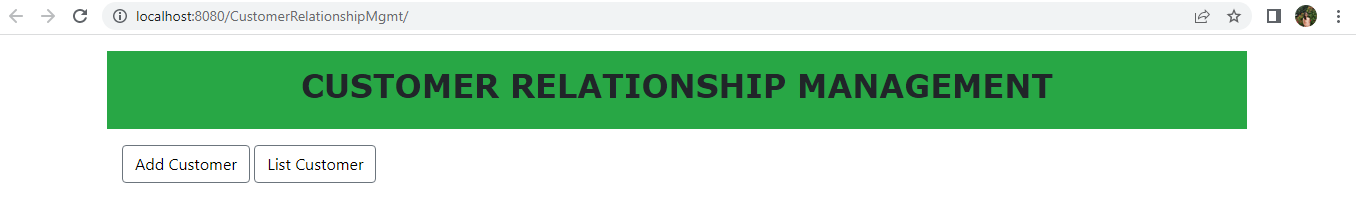 localhost:8080/CustomerRelationshipMgmt/
CUSTOMER RELATIONSHIP MANAGEMENT
Add Customer List Customer